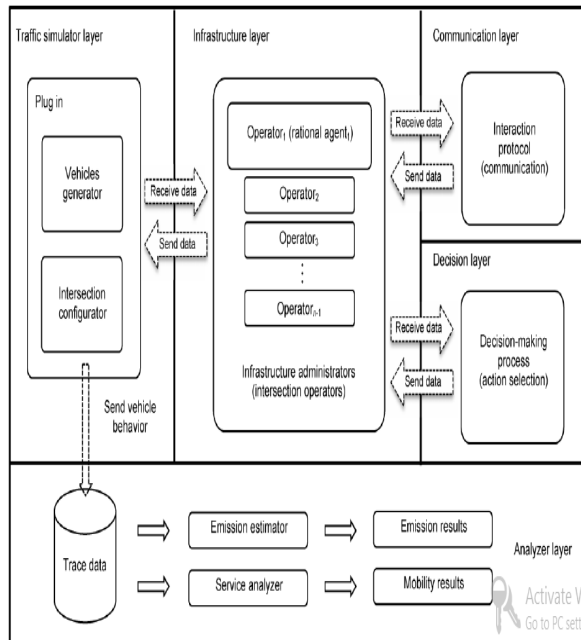 Traffic simulator layer
Plug in
Vehicles
generator
Intersection
configurator
Send vehicle
behavior
Receive data
Send data
Infrastructure layer
Operator₁ (rational agent₁)
Operator₂
Operator₃
⋮
Operatorₙ₋₁
Infrastructure administrators
(intersection operators)
Receive data
Send data
Receive data
Send data
Communication layer
Interaction
protocol
(communication)
Decision layer
Decision-making
process
(action selection)
Trace data
Emission estimator
Emission results
Service analyzer
Mobility results
Analyzer layer
Activate
Go to PC